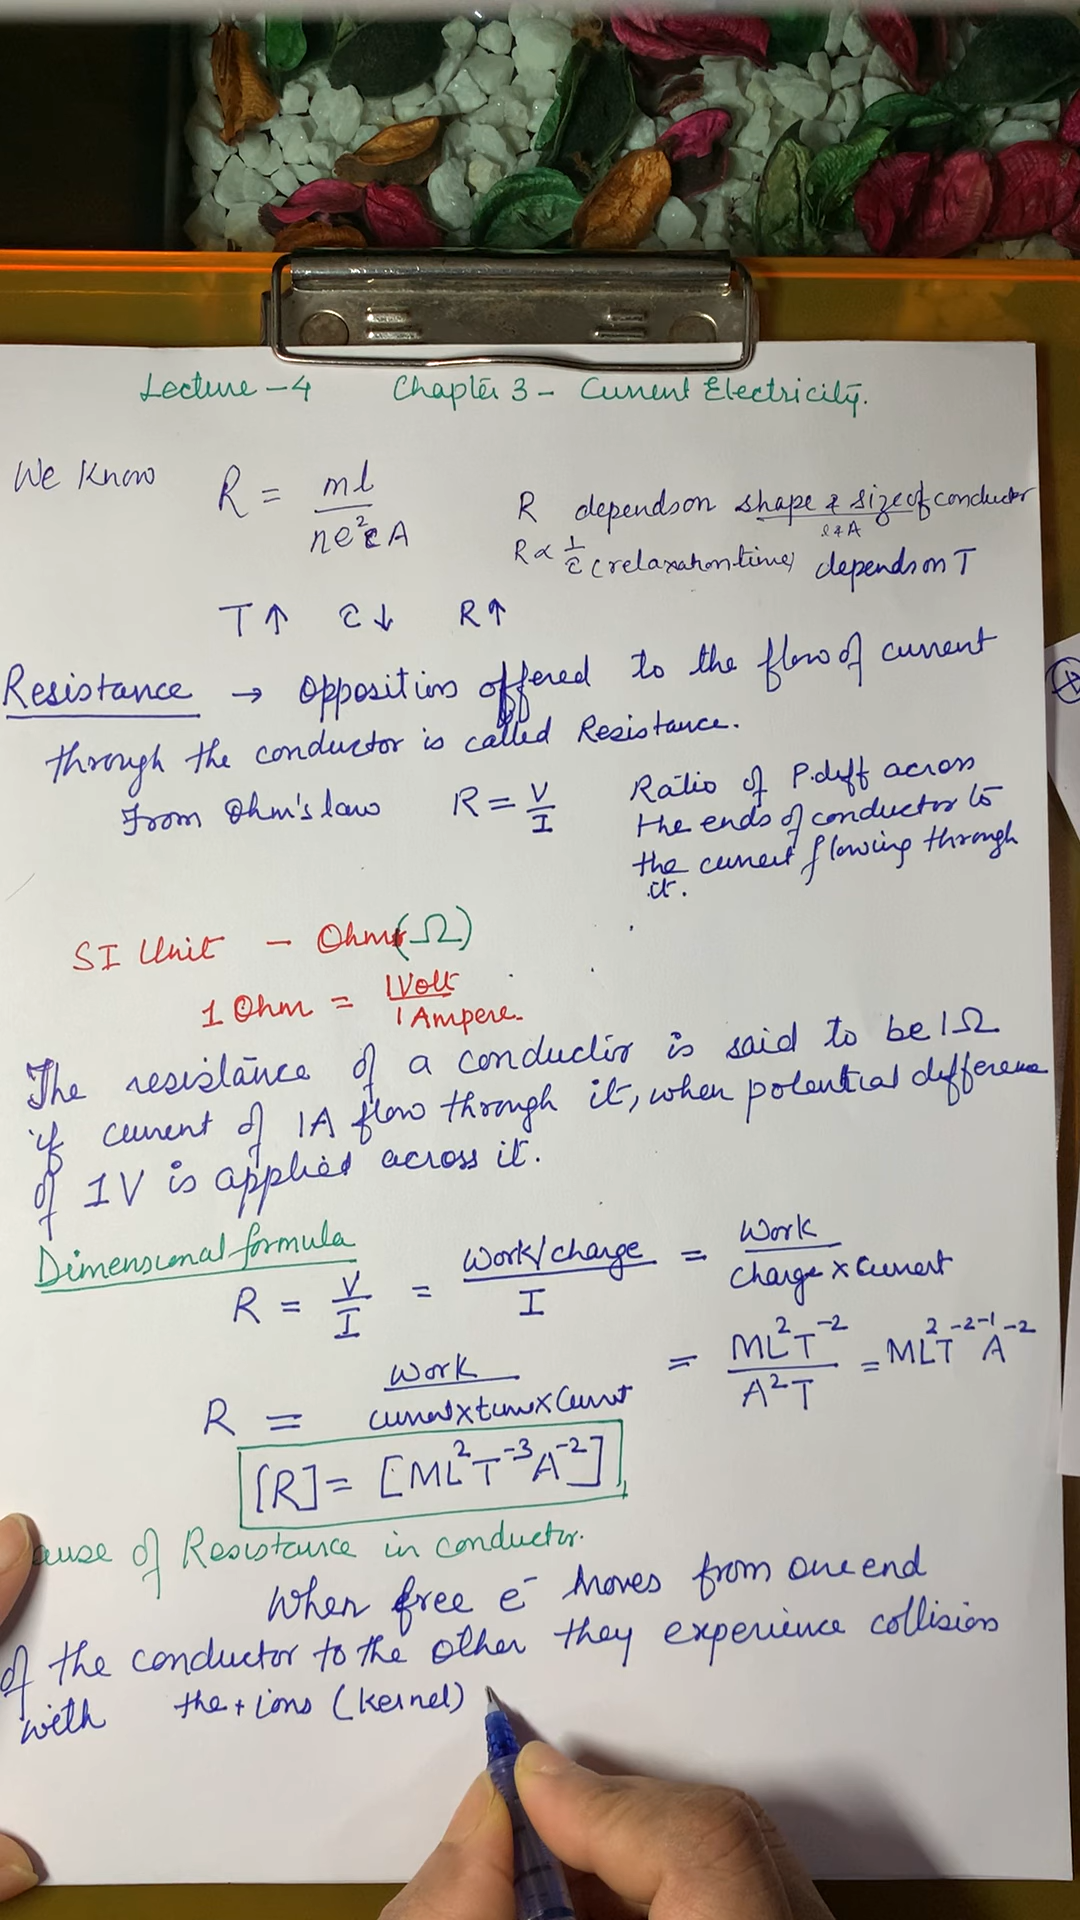 Lecture - 4 Chapter 3 - Current Electricity.
We Know R = ml / ne²τA
R depends on shape & size of conductor
l & A
R ∝ 1/τ (relaxation time) depends on T
T↑ τ↓ R↑
Resistance → opposition offered to the flow of current
through the conductor is called Resistance.
From Ohm's law R = V/I
Ratio of P.diff across
the ends of conductor to
the current flowing through
it.
SI Unit - Ohm (Ω)
1 Ohm = 1 Volt / 1 Ampere
The resistance of a conductor is said to be 1Ω
if current of 1A flow through it, when potential difference
of 1V is applied across it.
Dimensional formula
R = V/I = Work/charge / I = Work / Charge × Current
R = Work / current × time × Current = ML²T⁻² / A²T = ML²T⁻²⁻¹A⁻²
[R] = [ML²T⁻³A⁻²]
ause of Resistance in conductor.
When free e⁻ moves from one end
of the conductor to the other they experience collision
with the + ions (kernel)